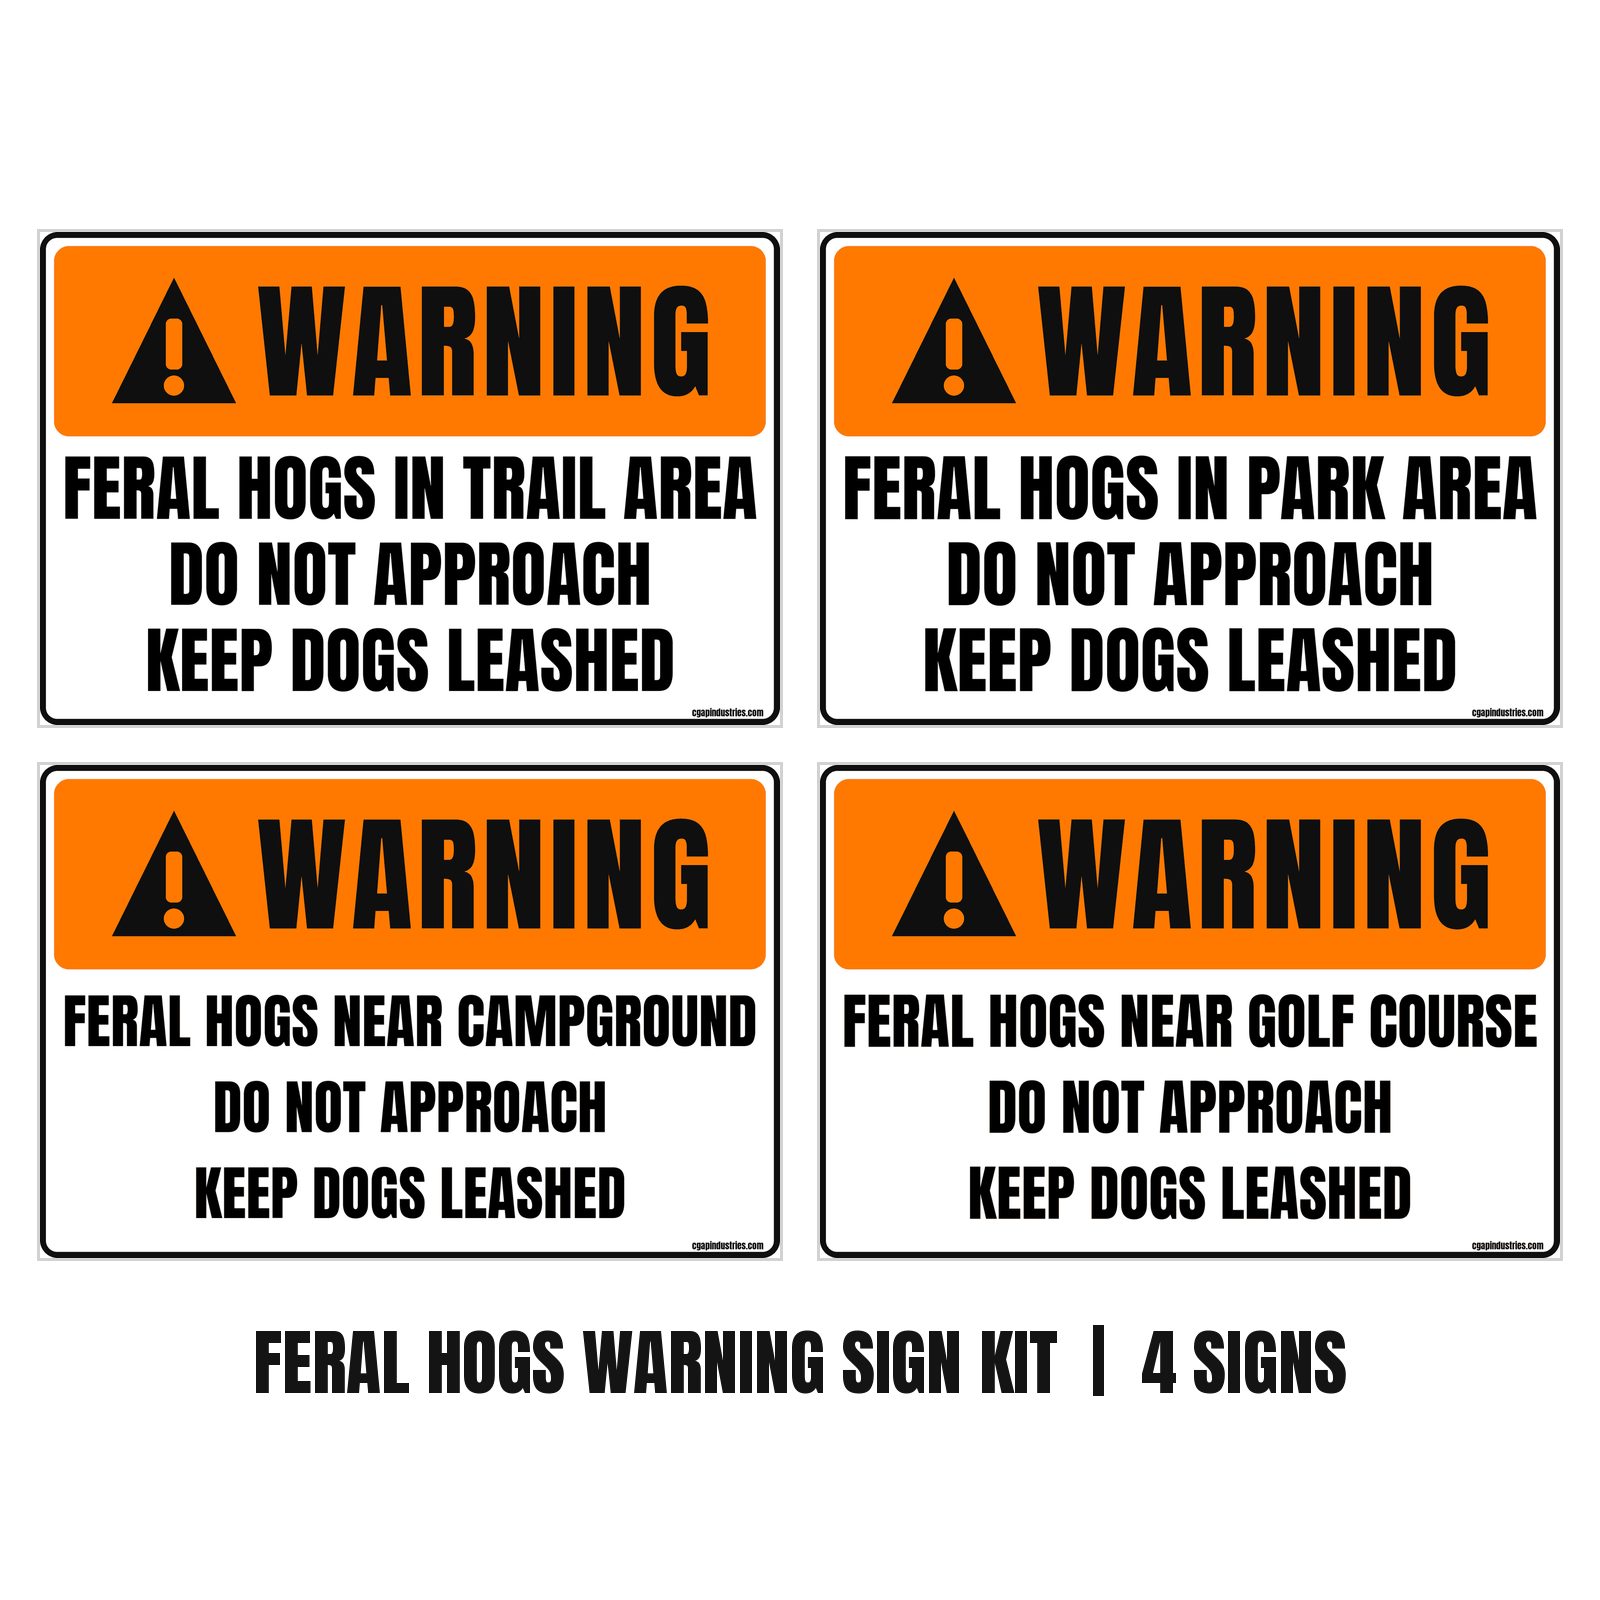 WARNING
FERAL HOGS IN TRAIL AREA
DO NOT APPROACH
KEEP DOGS LEASHED
cgapindustries.com
WARNING
FERAL HOGS IN PARK AREA
DO NOT APPROACH
KEEP DOGS LEASHED
cgapindustries.com
WARNING
FERAL HOGS NEAR CAMPGROUND
DO NOT APPROACH
KEEP DOGS LEASHED
cgapindustries.com
WARNING
FERAL HOGS NEAR GOLF COURSE
DO NOT APPROACH
KEEP DOGS LEASHED
cgapindustries.com
FERAL HOGS WARNING SIGN KIT | 4 SIGNS